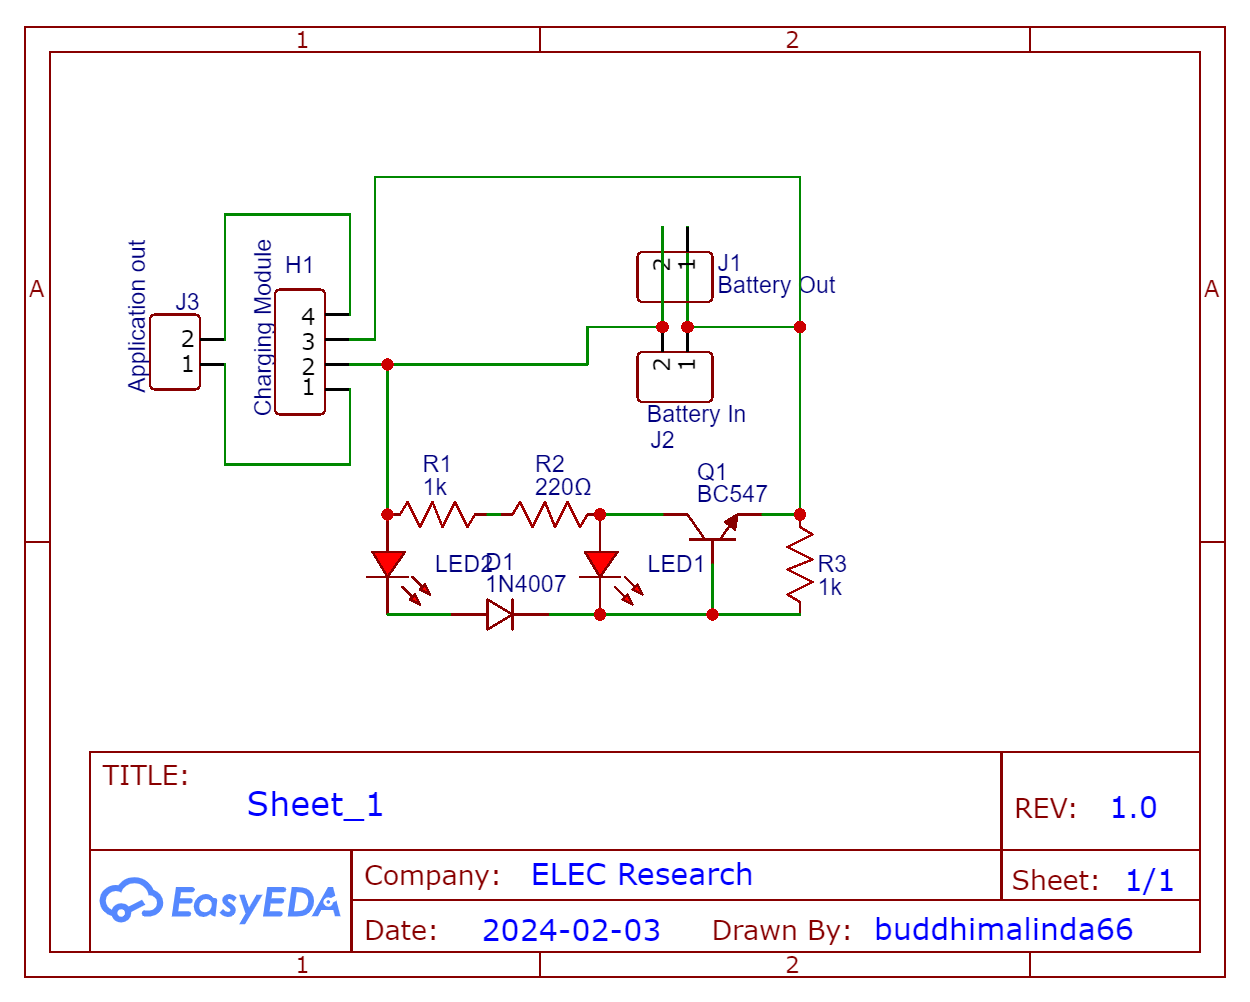 1 2
A A
Application out
J3
2
1
Charging Module
H1
4
3
2
1
2 1
J1
Battery Out
2 1
Battery In
J2
R1
1k
R2
220Ω
Q1
BC547
LED2
D1
1N4007
LED1
R3
1k
TITLE:
Sheet_1
REV: 1.0
EasyEDA
Company: ELEC Research
Sheet: 1/1
Date: 2024-02-03 Drawn By: buddhimalinda66
1 2